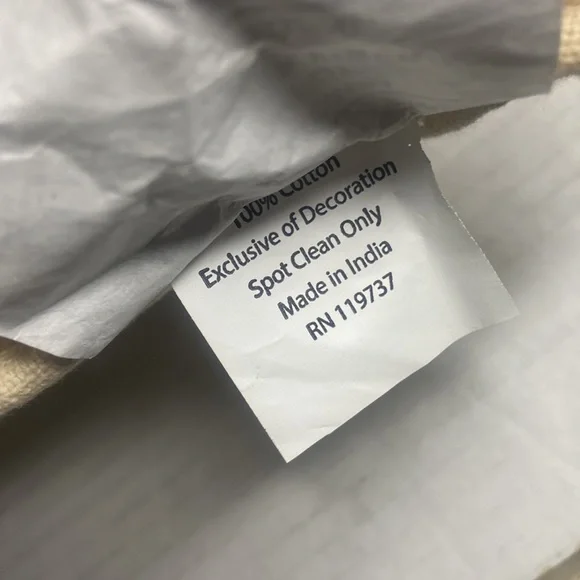 100% Cotton
Exclusive of Decoration
Spot Clean Only
Made in India
RN 119737